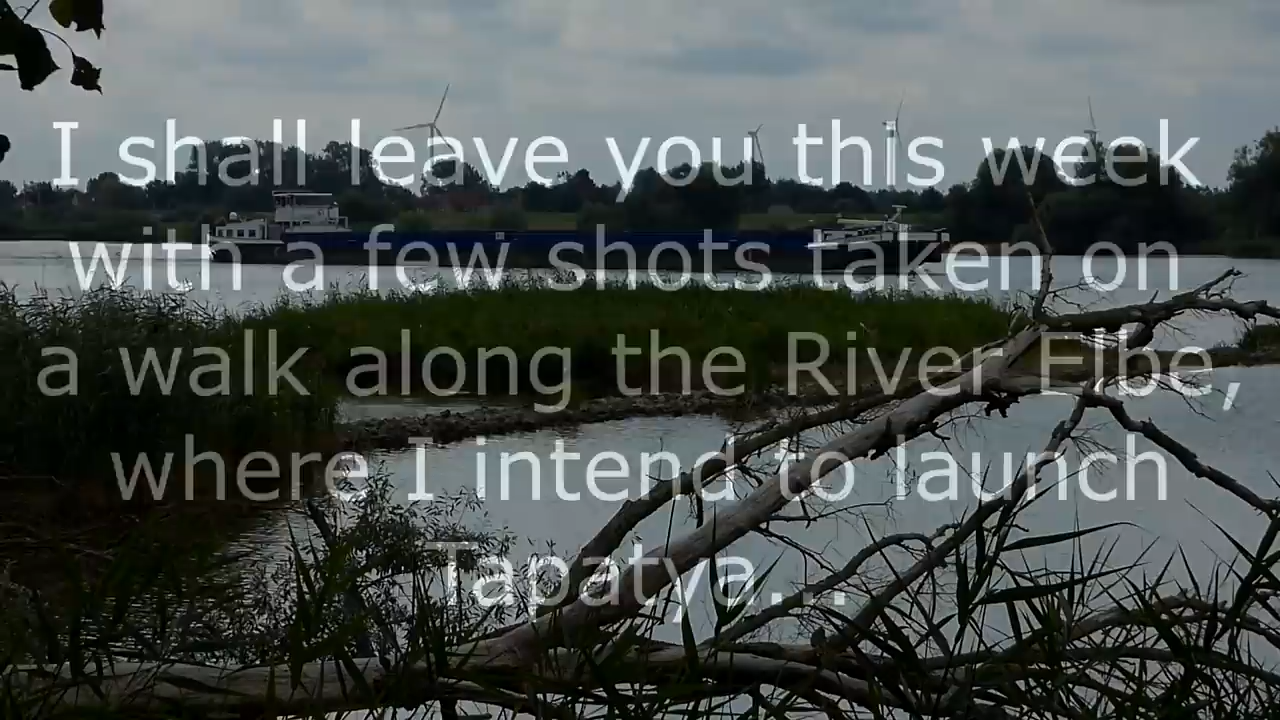 I shall leave you this week
with a few shots taken on
a walk along the River Elbe,
where I intend to launch
Tapatya...